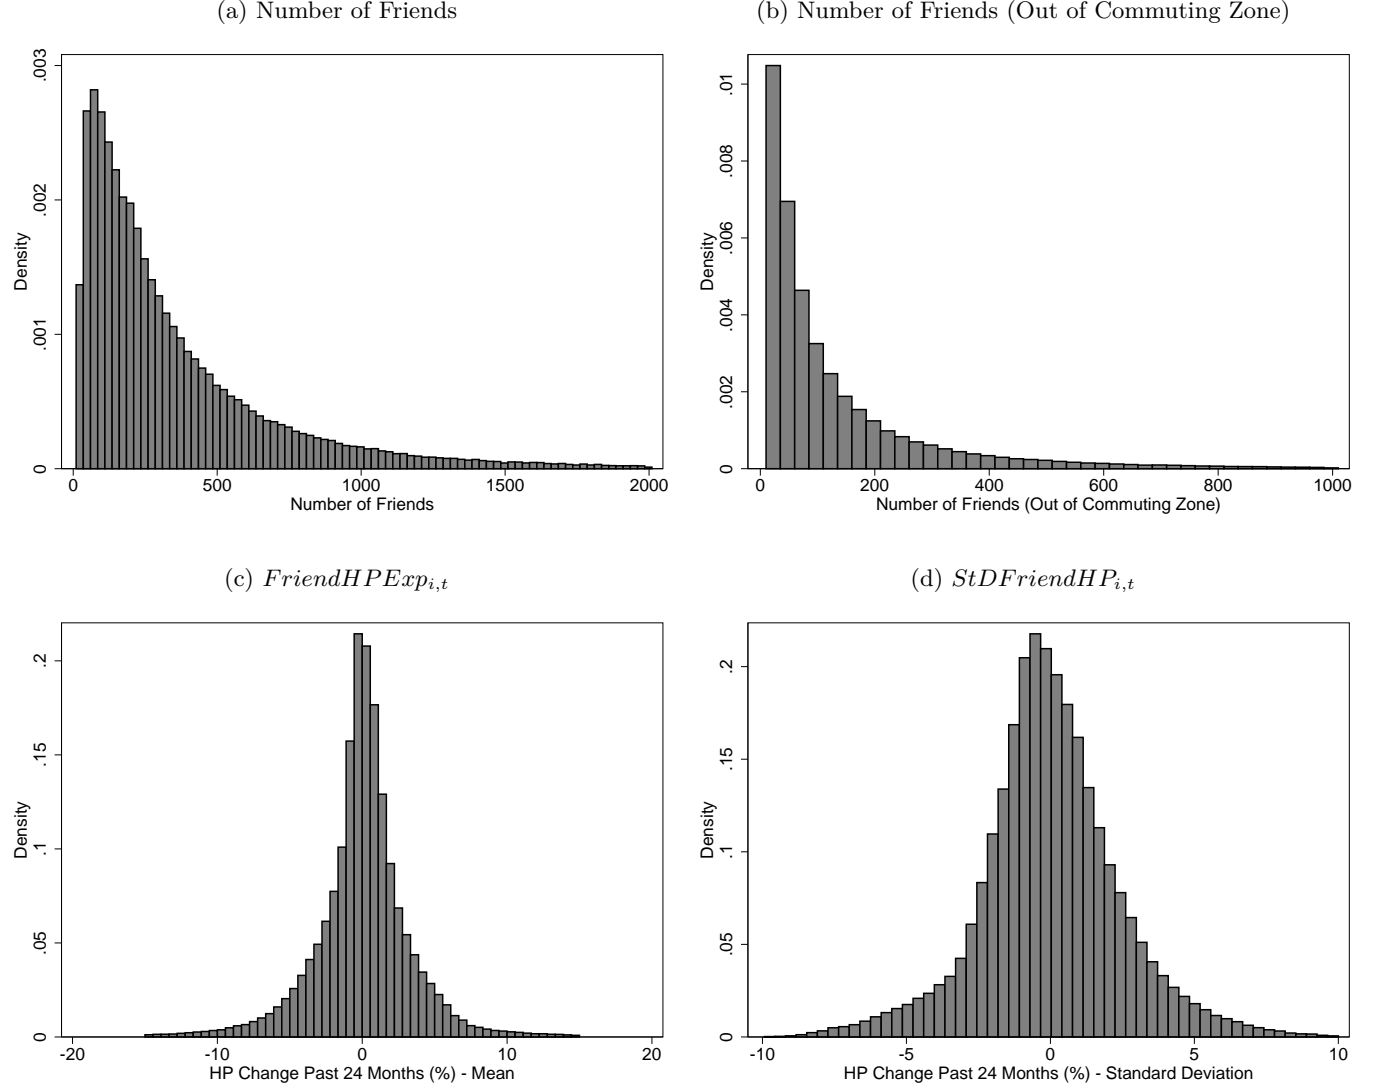 (a) Number of Friends
.003
.002
.001
0
Density
0 500 1000 1500 2000
Number of Friends
(b) Number of Friends (Out of Commuting Zone)
.01
.008
.006
.004
.002
0
Density
0 200 400 600 800 1000
Number of Friends (Out of Commuting Zone)
(c) FriendHPExp_{i,t}
.2
.15
.1
.05
0
Density
-20 -10 0 10 20
HP Change Past 24 Months (%) - Mean
(d) StDFriendHP_{i,t}
.2
.15
.1
.05
0
Density
-10 -5 0 5 10
HP Change Past 24 Months (%) - Standard Deviation